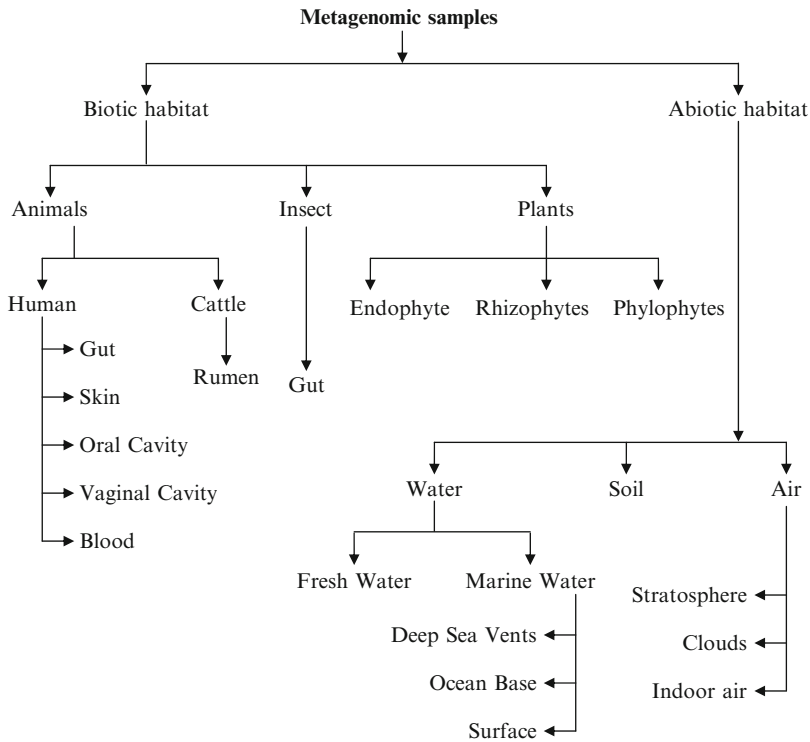 Metagenomic samples
Biotic habitat
Abiotic habitat
Animals
Insect
Plants
Human
Cattle
Endophyte
Rhizophytes
Phylophytes
Gut
Rumen
Gut
Skin
Oral Cavity
Vaginal Cavity
Blood
Water
Soil
Air
Fresh Water
Marine Water
Stratosphere
Deep Sea Vents
Clouds
Ocean Base
Indoor air
Surface